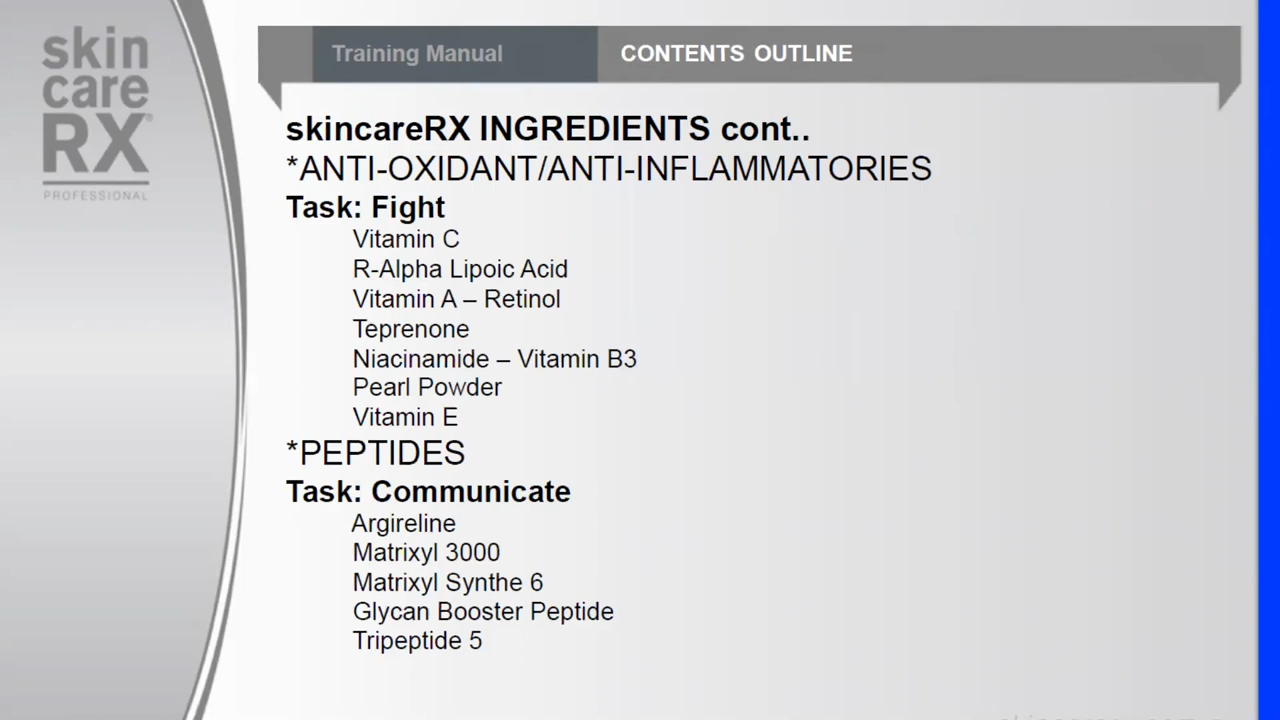 skin
care
RX®
PROFESSIONAL
Training Manual
CONTENTS OUTLINE
skincareRX INGREDIENTS cont..
*ANTI-OXIDANT/ANTI-INFLAMMATORIES
Task: Fight
Vitamin C
R-Alpha Lipoic Acid
Vitamin A – Retinol
Teprenone
Niacinamide – Vitamin B3
Pearl Powder
Vitamin E
*PEPTIDES
Task: Communicate
Argireline
Matrixyl 3000
Matrixyl Synthe 6
Glycan Booster Peptide
Tripeptide 5